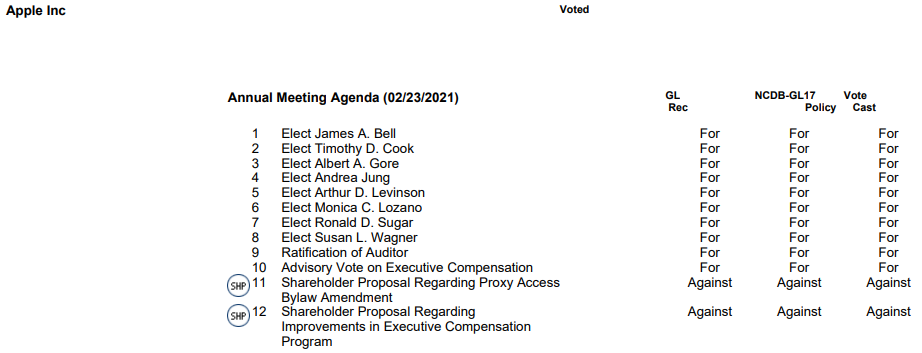 Apple Inc Voted
Annual Meeting Agenda (02/23/2021) GL Rec NCDB-GL17 Policy Vote Cast
1 Elect James A. Bell For For For
2 Elect Timothy D. Cook For For For
3 Elect Albert A. Gore For For For
4 Elect Andrea Jung For For For
5 Elect Arthur D. Levinson For For For
6 Elect Monica C. Lozano For For For
7 Elect Ronald D. Sugar For For For
8 Elect Susan L. Wagner For For For
9 Ratification of Auditor For For For
10 Advisory Vote on Executive Compensation For For For
SHP 11 Shareholder Proposal Regarding Proxy Access Against Against Against
Bylaw Amendment
SHP 12 Shareholder Proposal Regarding Against Against Against
Improvements in Executive Compensation
Program